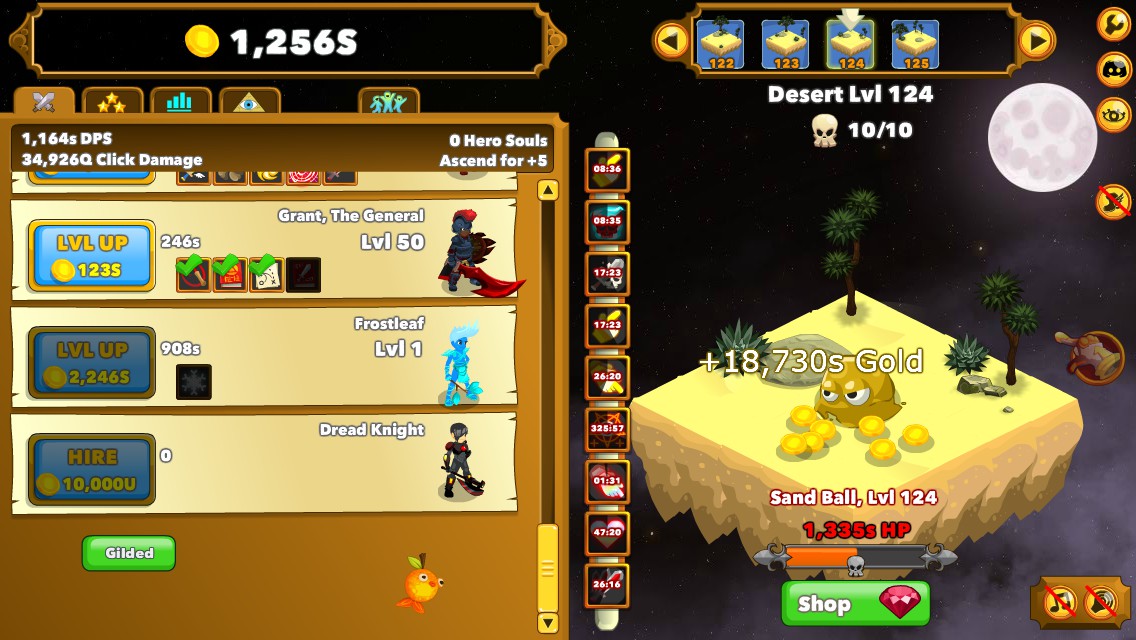 1,256S
122
123
124
125
Desert Lvl 124
10/10
1,164s DPS
34,926Q Click Damage
0 Hero Souls
Ascend for +5
Grant, The General
LVL UP
123S
246s
Lvl 50
Frostleaf
LVL UP
2,246S
908s
Lvl 1
Dread Knight
HIRE
10,000U
0
Gilded
08:36
08:35
17:23
17:23
26:20
325:57
01:31
47:20
26:16
+18,730s Gold
Sand Ball, Lvl 124
1,335s HP
Shop